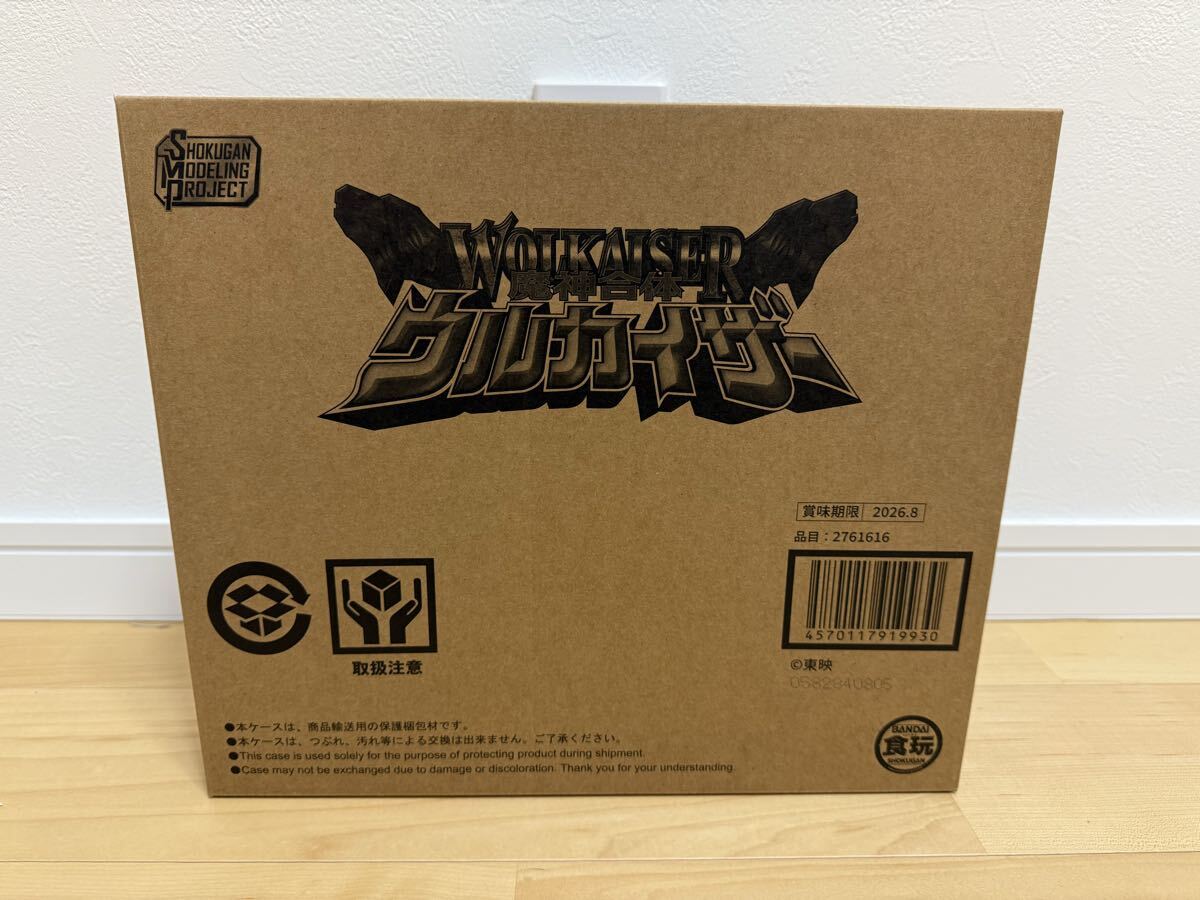 SHOKUGAN
MODELING
PROJECT
WOLKAISER
魔神合体
ウルカイザー
賞味期限 2026.8
品目：2761616
4570117919930
©東映
0582840805
取扱注意
●本ケースは、商品輸送用の保護梱包材です。
●本ケースは、つぶれ、汚れ等による交換は出来ません。ご了承ください。
●This case is used solely for the purpose of protecting product during shipment.
●Case may not be exchanged due to damage or discoloration. Thank you for your understanding.
BANDAI
食玩
SHOKUGAN